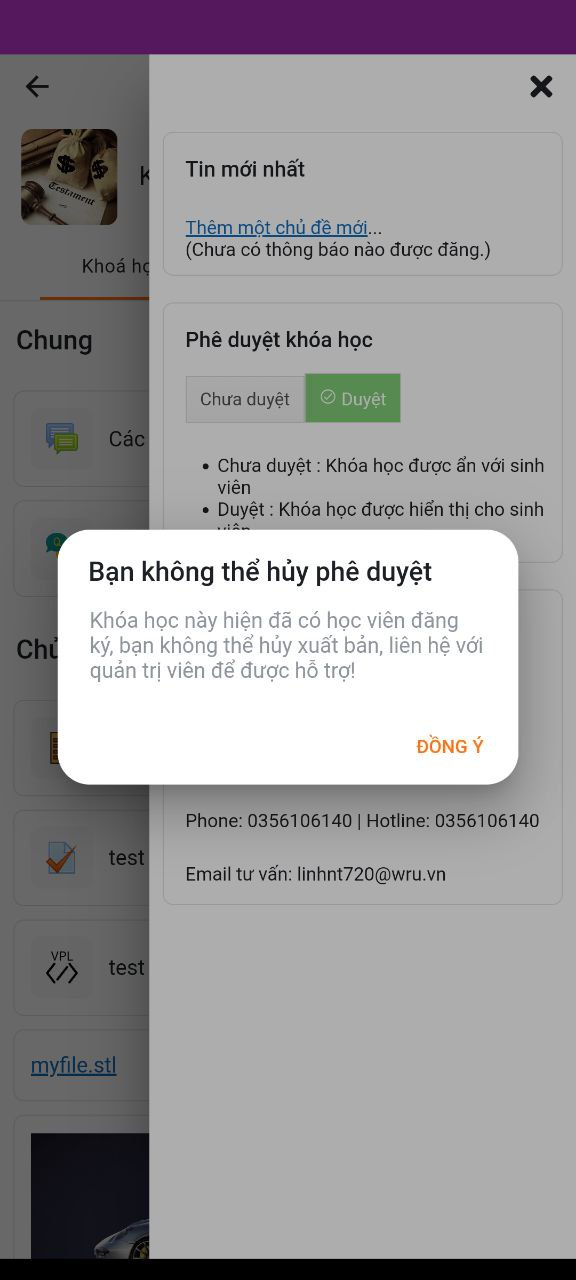 Tin mới nhất
Thêm một chủ đề mới...
(Chưa có thông báo nào được đăng.)
Khoá họ
Chung
Các
Phê duyệt khóa học
Chưa duyệt
Duyệt
Chưa duyệt : Khóa học được ẩn với sinh
viên
Duyệt : Khóa học được hiển thị cho sinh
viên
Bạn không thể hủy phê duyệt
Khóa học này hiện đã có học viên đăng
ký, bạn không thể hủy xuất bản, liên hệ với
quản trị viên để được hỗ trợ!
ĐỒNG Ý
Phone: 0356106140 | Hotline: 0356106140
Email tư vấn: linhnt720@wru.vn
Chủ
test
VPL
test
myfile.stl
Testament